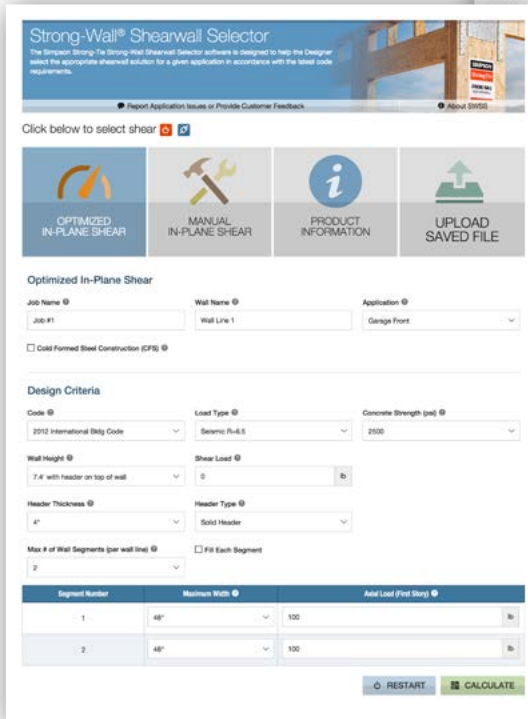 Strong-Wall® Shearwall Selector
The Simpson Strong-Tie Strong-Wall Shearwall Selector software is designed to help the Designer
select the appropriate shearwall solution for a given application in accordance with the latest code
requirements.
SIMPSON
Strong-Tie
Report Application Issues or Provide Customer Feedback
About SWSS
Click below to select shear
OPTIMIZED
IN-PLANE SHEAR
MANUAL
IN-PLANE SHEAR
PRODUCT
INFORMATION
UPLOAD
SAVED FILE
Optimized In-Plane Shear
Job Name
Wall Name
Application
Job #1
Wall Line 1
Garage Front
Cold Formed Steel Construction (CFS)
Design Criteria
Code
Load Type
Concrete Strength (psi)
2012 International Bldg Code
Seismic R=6.5
2500
Wall Height
Shear Load
7.4' with header on top of wall
0
lb
Header Thickness
Header Type
4"
Solid Header
Max # of Wall Segments (per wall line)
Fill Each Segment
2
Segment Number
Maximum Width
Axial Load (First Story)
1
48"
100
lb
2
48"
100
lb
RESTART
CALCULATE